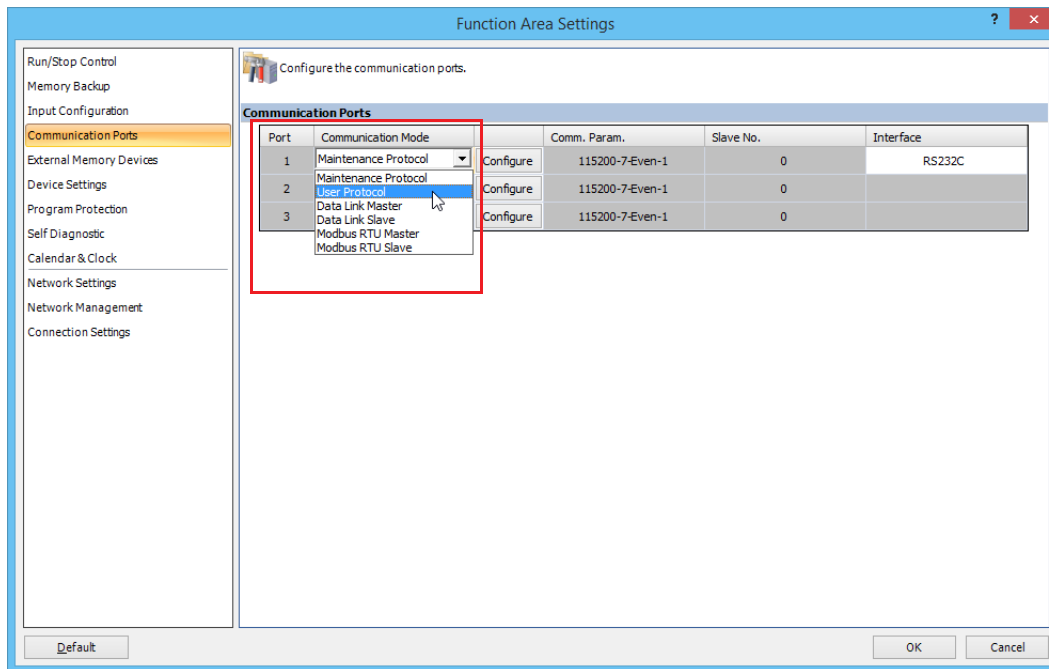 Function Area Settings
?
Run/Stop Control
Memory Backup
Input Configuration
Communication Ports
External Memory Devices
Device Settings
Program Protection
Self Diagnostic
Calendar & Clock
Network Settings
Network Management
Connection Settings
Configure the communication ports.
Communication Ports
Port Communication Mode Comm. Param. Slave No. Interface
1 Maintenance Protocol Configure 115200-7-Even-1 0 RS232C
Maintenance Protocol
2 User Protocol Configure 115200-7-Even-1 0
Data Link Master
3 Data Link Slave Configure 115200-7-Even-1 0
Modbus RTU Master
Modbus RTU Slave
Default OK Cancel